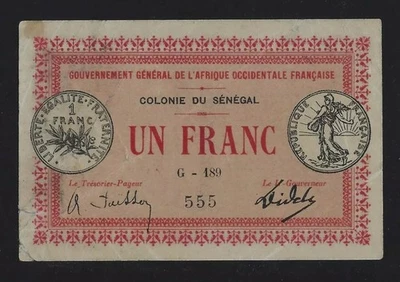 GOUVERNEMENT GÉNÉRAL DE L'AFRIQUE OCCIDENTALE FRANÇAISE
COLONIE DU SÉNÉGAL
LIBERTÉ·ÉGALITÉ·FRATERNITÉ
1
FRANC
UN FRANC
RÉPUBLIQUE FRANÇAISE
G - 189
Le Trésorier-Payeur
555
Le Gouverneur